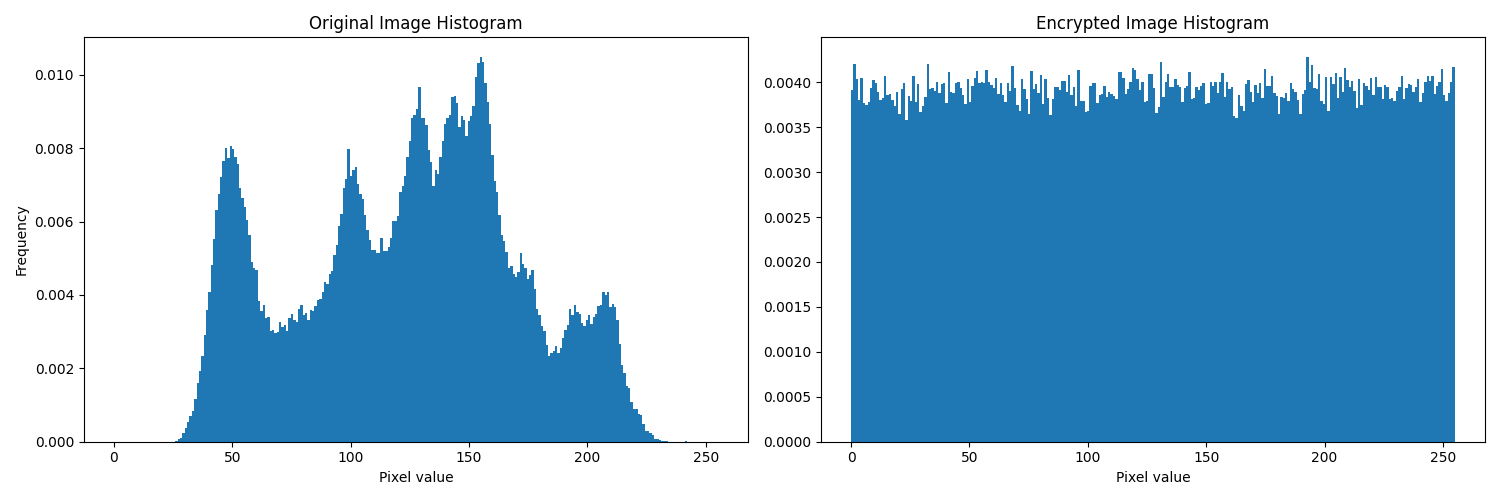 Original Image Histogram
0.010
0.008
0.006
0.004
0.002
0.000
Frequency
0 50 100 150 200 250
Pixel value
Encrypted Image Histogram
0.0040
0.0035
0.0030
0.0025
0.0020
0.0015
0.0010
0.0005
0.0000
0 50 100 150 200 250
Pixel value